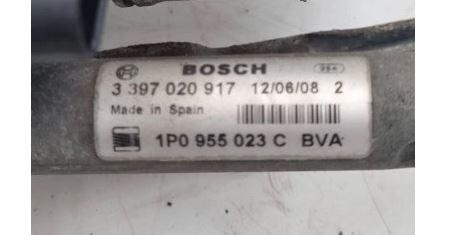 BOSCH
3 397 020 917 12/06/08 2
Made in Spain
1P0 955 023 C BVA